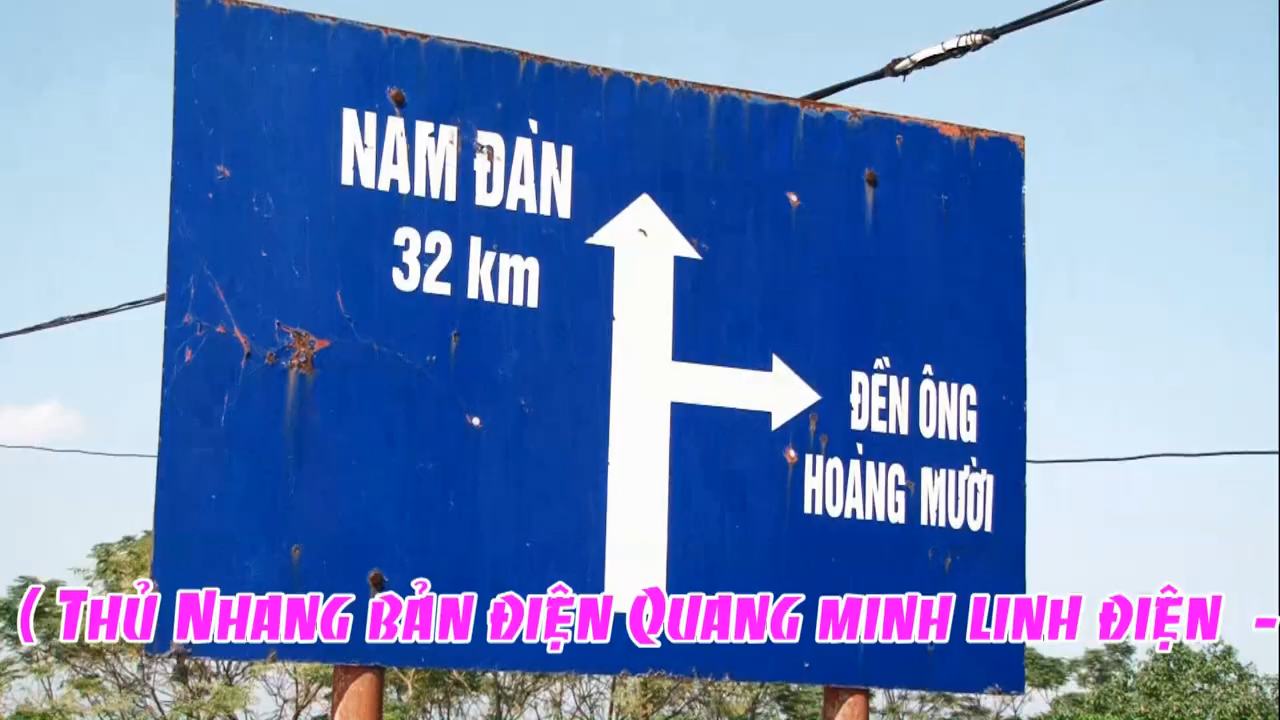 NAM ĐÀN
32 km
ĐỀN ÔNG
HOÀNG MƯỜI
( THỦ NHANG BẢN ĐIỆN QUANG MINH LINH ĐIỆN -